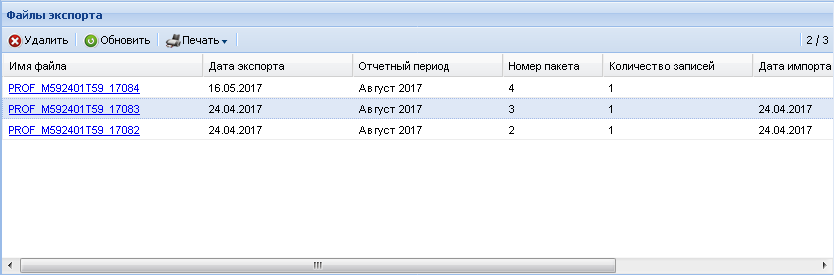 Файлы экспорта
Удалить Обновить Печать 2 / 3
Имя файла Дата экспорта Отчетный период Номер пакета Количество записей Дата импорта
PROF_M592401T59_17084 16.05.2017 Август 2017 4 1
PROF_M592401T59_17083 24.04.2017 Август 2017 3 1 24.04.2017
PROF_M592401T59_17082 24.04.2017 Август 2017 2 1 24.04.2017